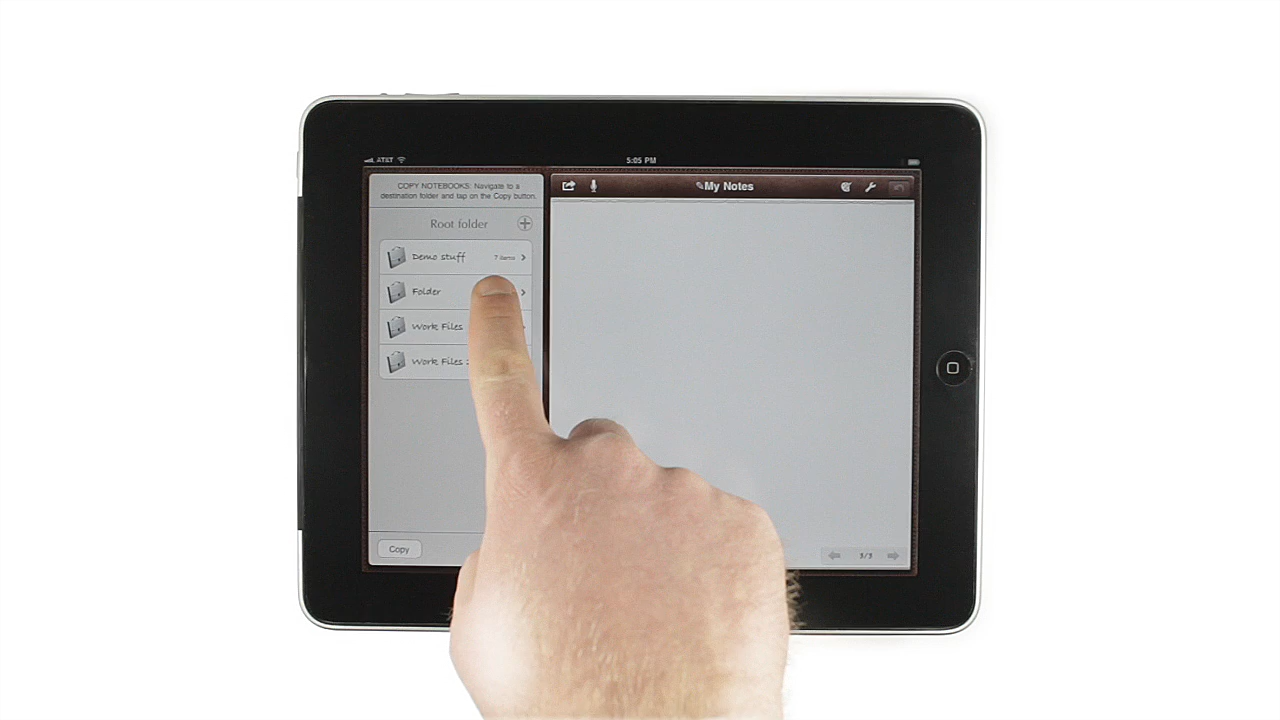 AT&T
5:05 PM
COPY NOTEBOOKS: Navigate to a
destination folder and tap on the Copy button.
Root folder
Demo stuff 7 items
Folder
Work Files
Work Files
Copy
My Notes
3/3